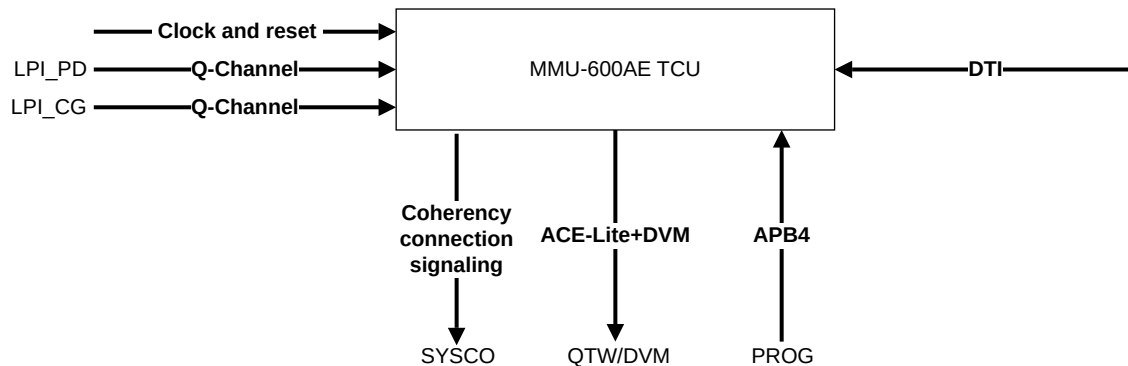 Clock and reset
LPI_PD
Q-Channel
MMU-600AE TCU
DTI
LPI_CG
Q-Channel
Coherency
connection
signaling
ACE-Lite+DVM
APB4
SYSCO
QTW/DVM
PROG